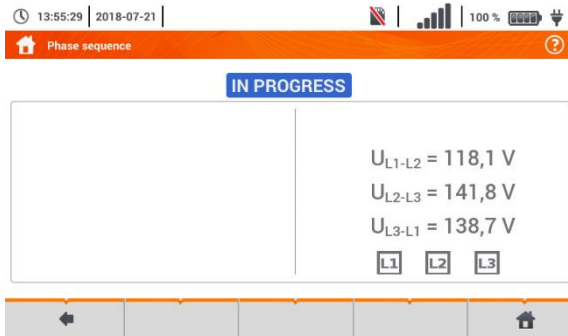 13:55:29 2018-07-21 100 %
Phase sequence ?
IN PROGRESS
UL1-L2 = 118,1 V
UL2-L3 = 141,8 V
UL3-L1 = 138,7 V
L1 L2 L3